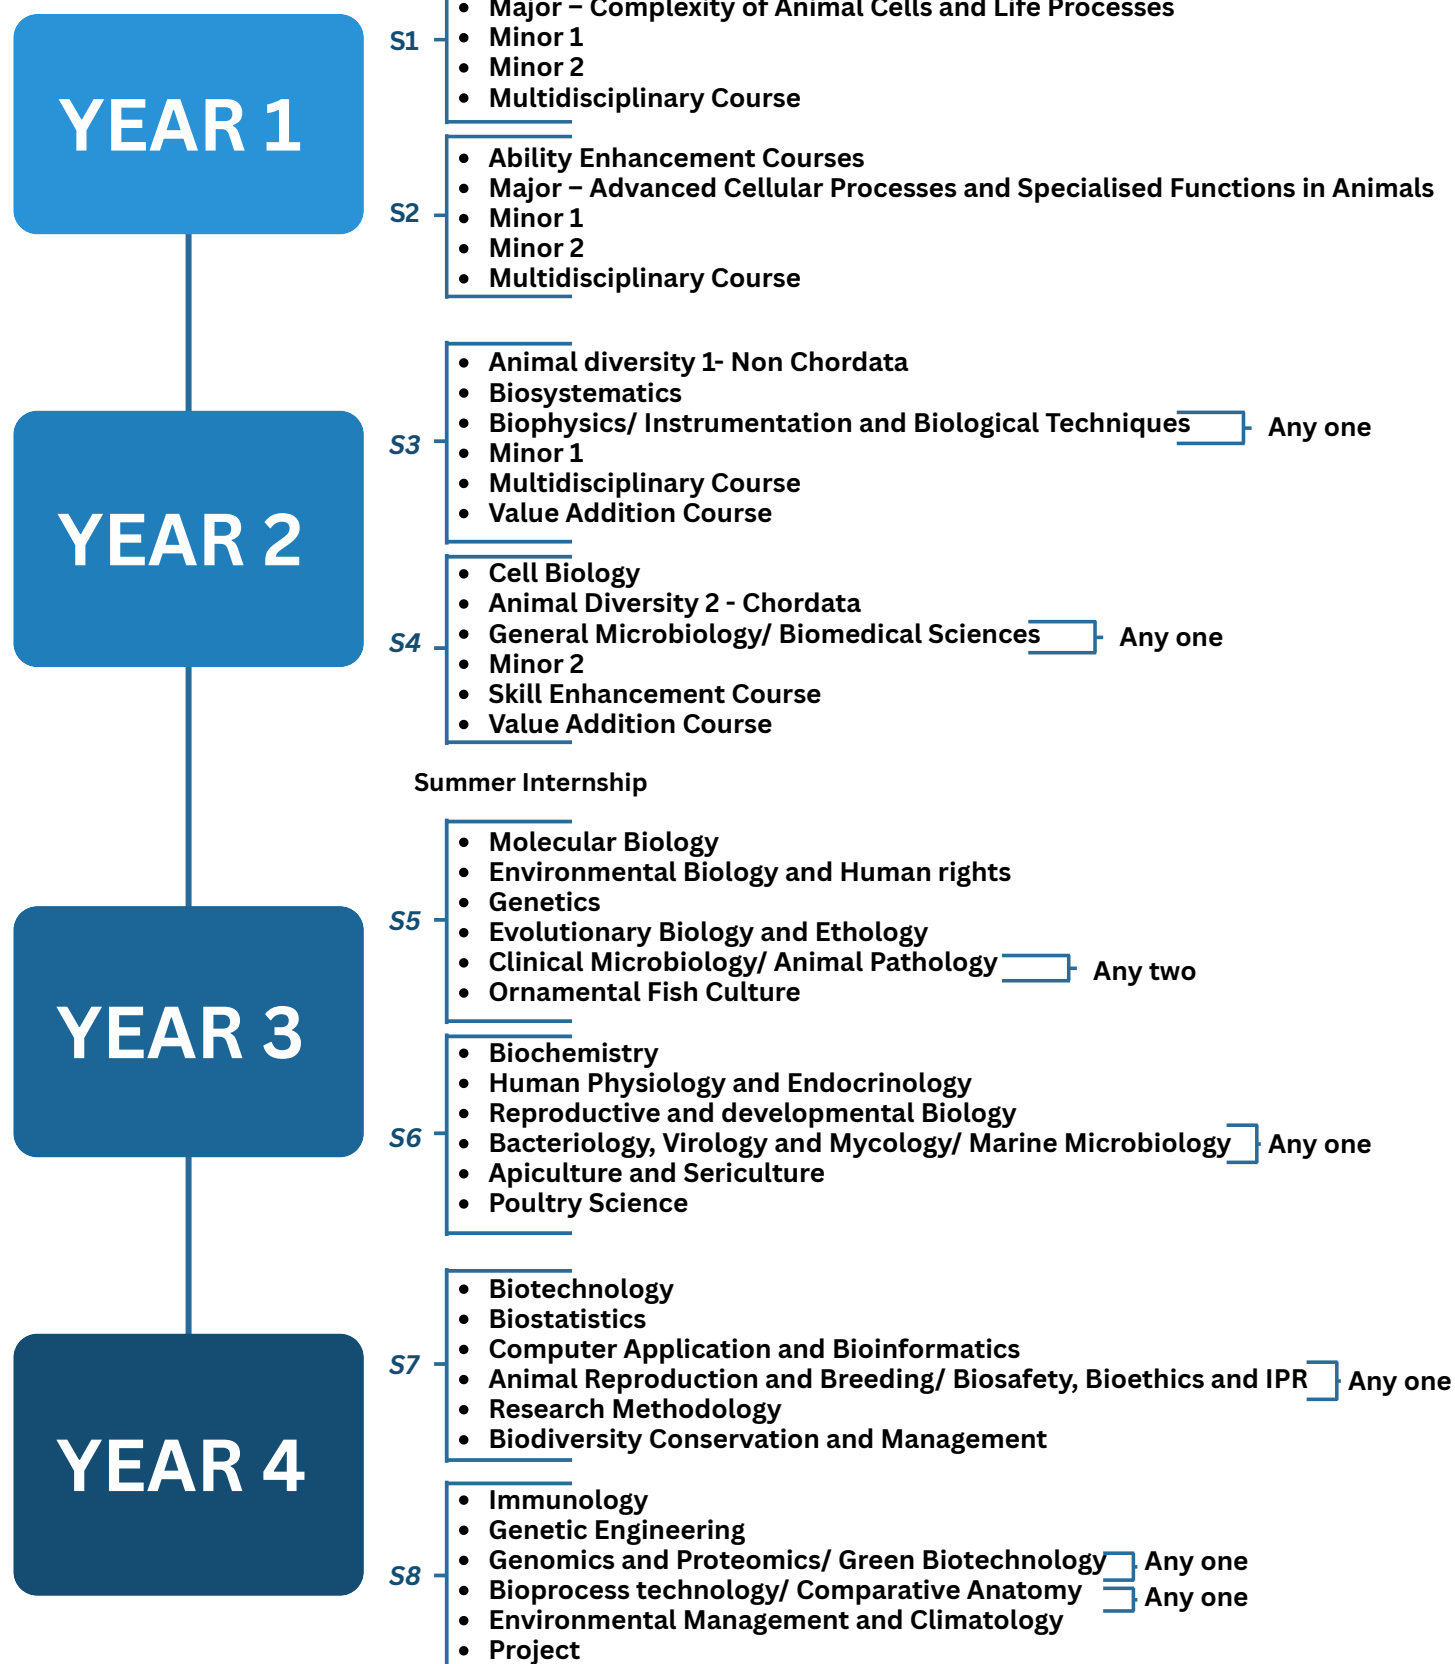 YEAR 1
S1
Major – Complexity of Animal Cells and Life Processes
Minor 1
Minor 2
Multidisciplinary Course
S2
Ability Enhancement Courses
Major – Advanced Cellular Processes and Specialised Functions in Animals
Minor 1
Minor 2
Multidisciplinary Course
YEAR 2
S3
Animal diversity 1- Non Chordata
Biosystematics
Biophysics/ Instrumentation and Biological Techniques Any one
Minor 1
Multidisciplinary Course
Value Addition Course
S4
Cell Biology
Animal Diversity 2 - Chordata
General Microbiology/ Biomedical Sciences Any one
Minor 2
Skill Enhancement Course
Value Addition Course
Summer Internship
YEAR 3
S5
Molecular Biology
Environmental Biology and Human rights
Genetics
Evolutionary Biology and Ethology
Clinical Microbiology/ Animal Pathology Any two
Ornamental Fish Culture
S6
Biochemistry
Human Physiology and Endocrinology
Reproductive and developmental Biology
Bacteriology, Virology and Mycology/ Marine Microbiology Any one
Apiculture and Sericulture
Poultry Science
YEAR 4
S7
Biotechnology
Biostatistics
Computer Application and Bioinformatics
Animal Reproduction and Breeding/ Biosafety, Bioethics and IPR Any one
Research Methodology
Biodiversity Conservation and Management
S8
Immunology
Genetic Engineering
Genomics and Proteomics/ Green Biotechnology Any one
Bioprocess technology/ Comparative Anatomy Any one
Environmental Management and Climatology
Project